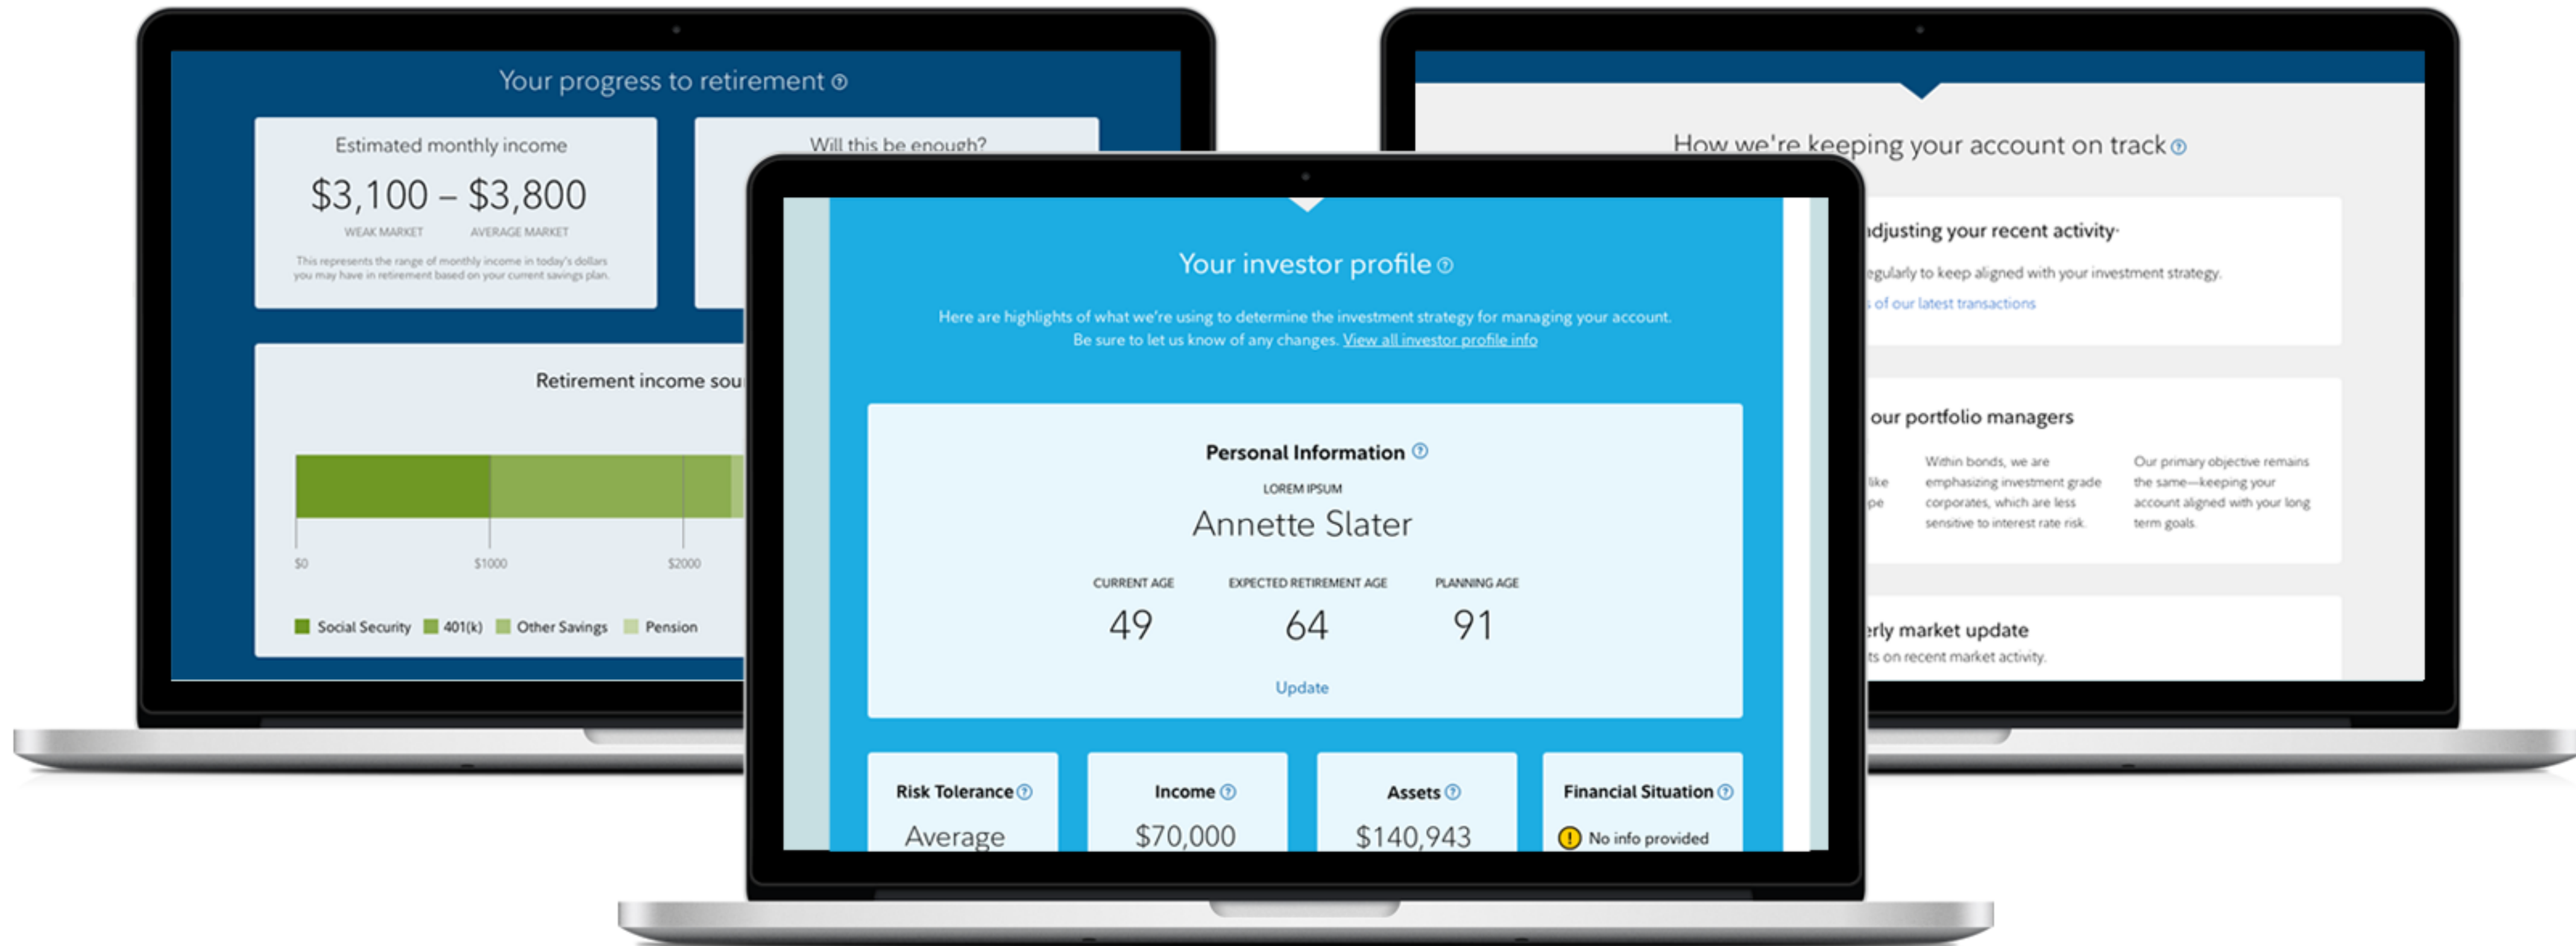 Your progress to retirement
Estimated monthly income
$3,100 – $3,800
WEAK MARKET AVERAGE MARKET
This represents the range of monthly income in today's dollars
you may have in retirement based on your current savings plan.
Will this be enough?
Retirement income
$0 $1000 $2000
Social Security 401(k) Other Savings Pension
Your investor profile
Here are highlights of what we're using to determine the investment strategy for managing your account.
Be sure to let us know of any changes. View all investor profile info
Personal Information
LOREM IPSUM
Annette Slater
CURRENT AGE EXPECTED RETIREMENT AGE PLANNING AGE
49 64 91
Update
Risk Tolerance Income Assets Financial Situation
Average $70,000 $140,943 No info provided
How we're keeping your account on track
your recent activity
to keep aligned with your investment strategy.
of our latest transactions
our portfolio managers
Within bonds, we are
like emphasizing investment grade
corporates, which are less
sensitive to interest rate risk.
Our primary objective remains
the same—keeping your
account aligned with your long
term goals.
market update
on recent market activity.